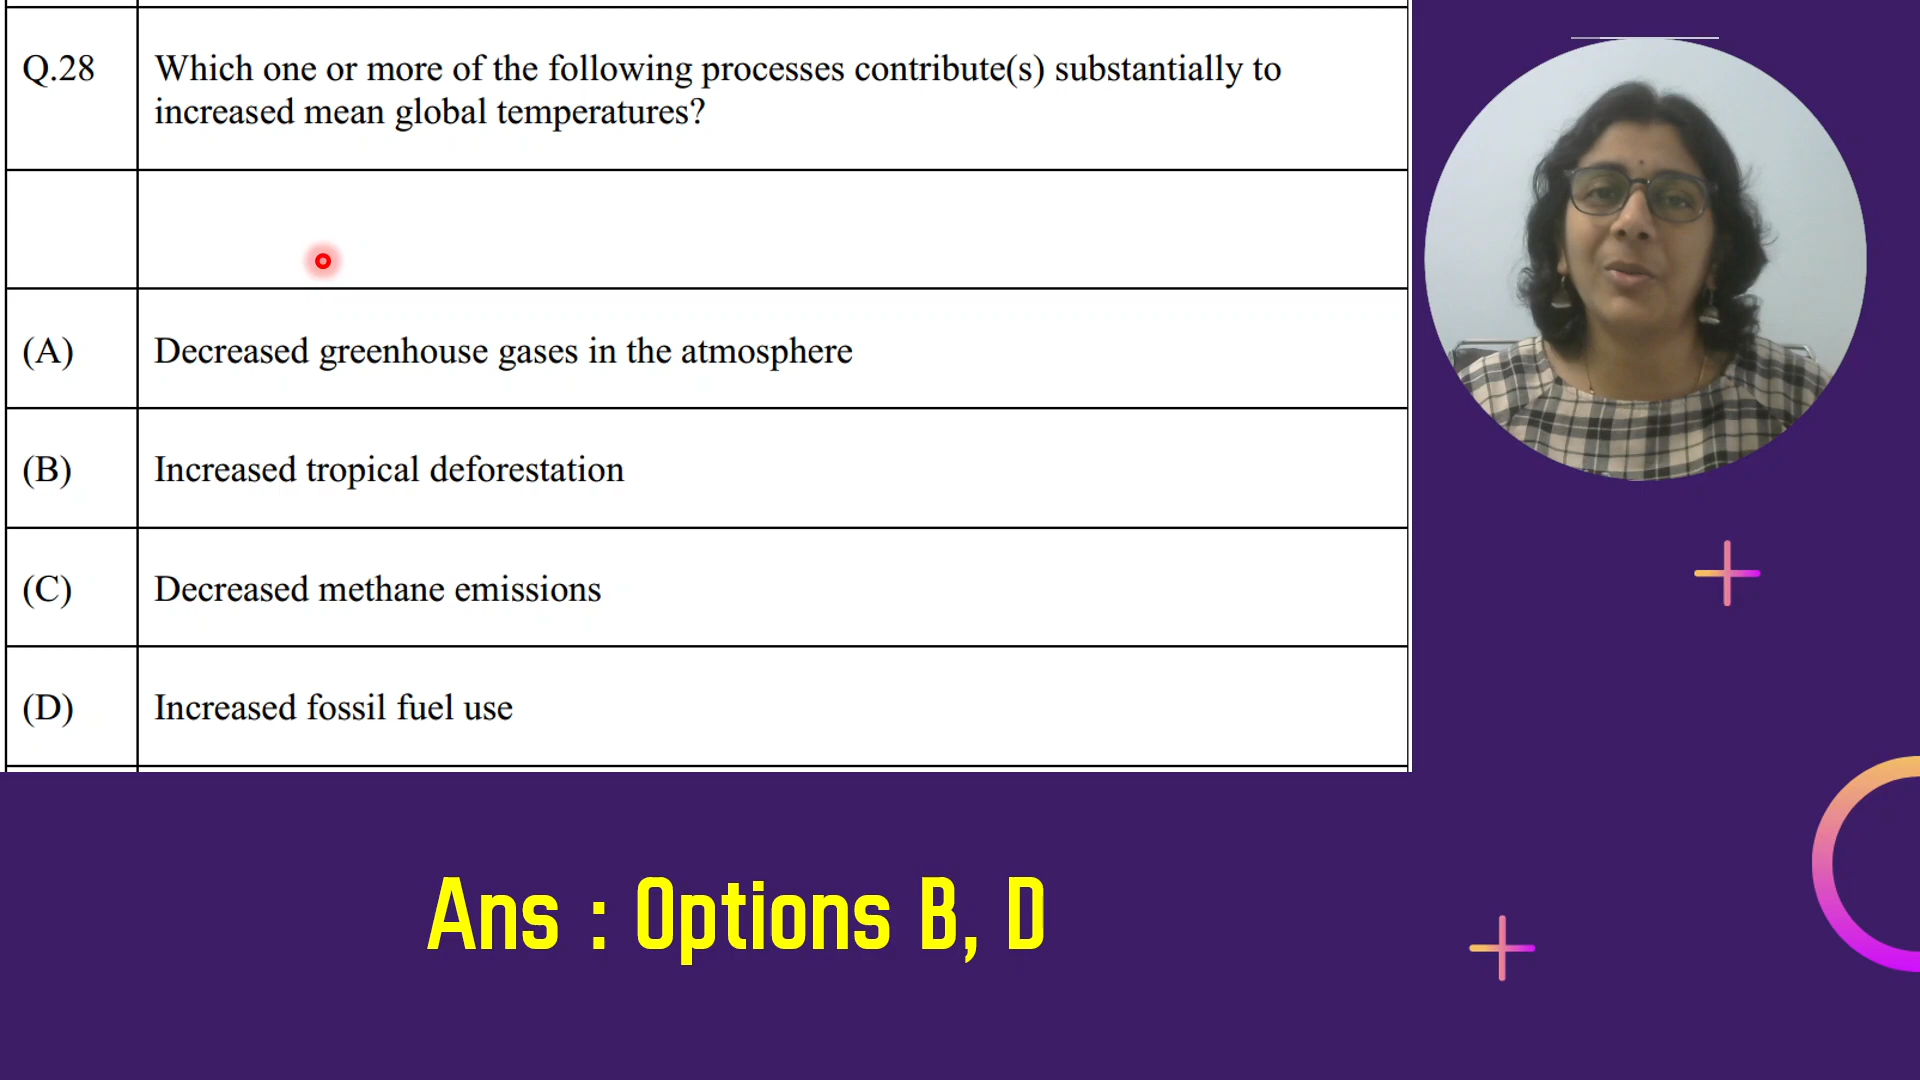 Q.28 Which one or more of the following processes contribute(s) substantially to
increased mean global temperatures?
(A) Decreased greenhouse gases in the atmosphere
(B) Increased tropical deforestation
(C) Decreased methane emissions
(D) Increased fossil fuel use
Ans : Options B, D